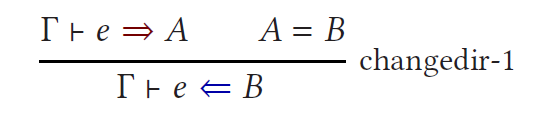 Γ ⊢ e ⇒ A A = B
changedir-1
Γ ⊢ e ⇐ B